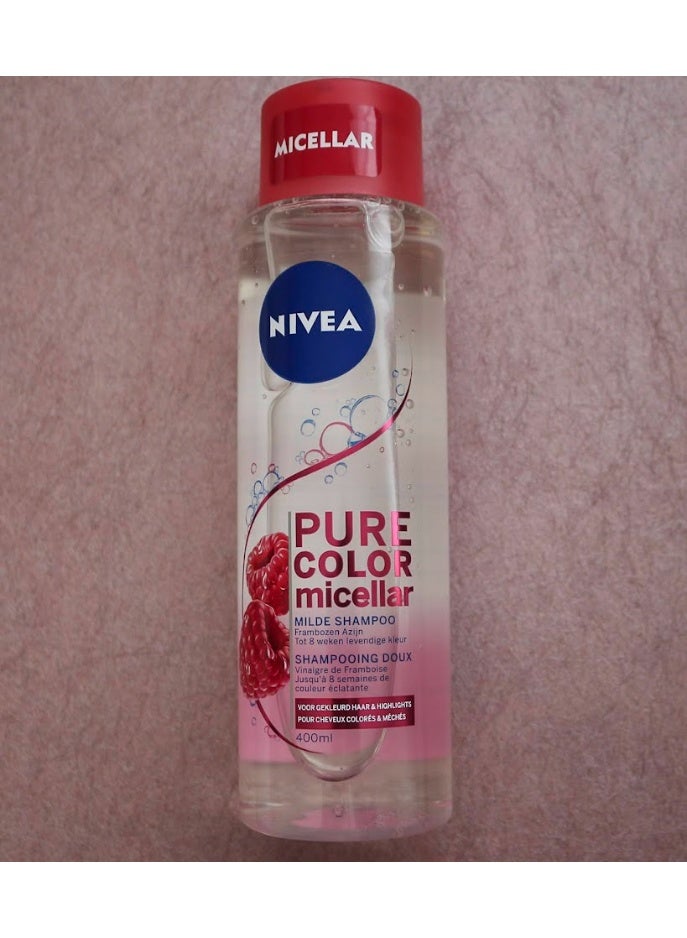 MICELLAR
NIVEA
PURE
COLOR
micellar
MILDE SHAMPOO
Frambozen Azijn
Tot 8 weken levendige kleur
SHAMPOOING DOUX
Vinaigre de Framboise
Jusqu'à 8 semaines de
couleur éclatante
VOOR GEKLEURD HAAR & HIGHLIGHTS
POUR CHEVEUX COLORÉS & MÉCHÉS
400ml